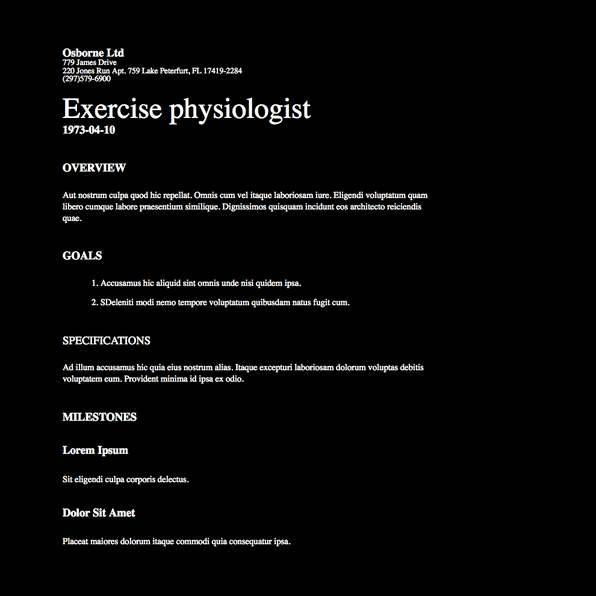 Osborne Ltd
779 James Drive
220 Jones Run Apt. 759 Lake Peterfurt, FL 17419-2284
(297)579-6900
Exercise physiologist
1973-04-10
OVERVIEW
Aut nostrum culpa quod hic repellat. Omnis cum vel itaque laboriosam iure. Eligendi voluptatum quam
libero cumque labore praesentium similique. Dignissimos quisquam incidunt eos architecto reiciendis
quae.
GOALS
1. Accusamus hic aliquid sint omnis unde nisi quidem ipsa.
2. SDeleniti modi nemo tempore voluptatum quibusdam natus fugit cum.
SPECIFICATIONS
Ad illum accusamus hic quia eius nostrum alias. Itaque excepturi laboriosam dolorum voluptas debitis
voluptatem eum. Provident minima id ipsa ex odio.
MILESTONES
Lorem Ipsum
Sit eligendi culpa corporis delectus.
Dolor Sit Amet
Placeat maiores dolorum itaque commodi quia consequatur ipsa.